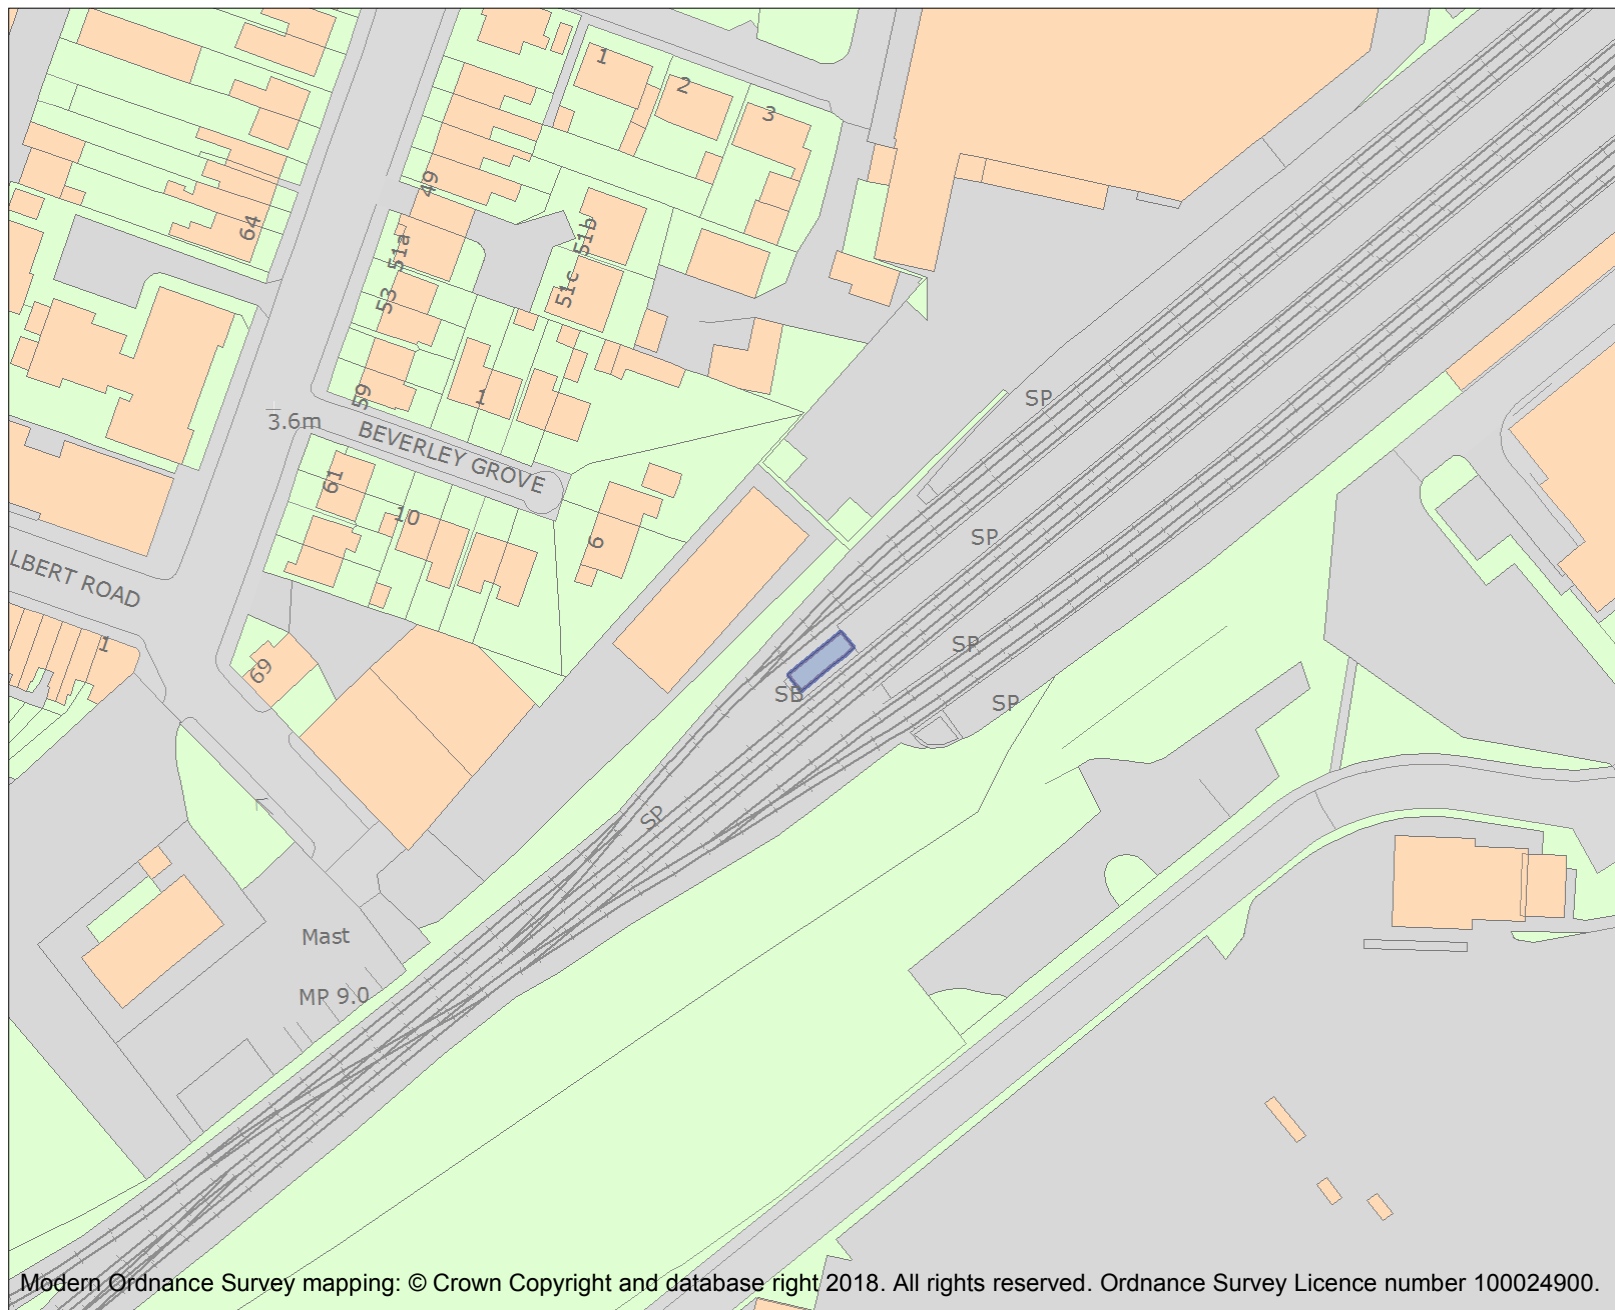 1
2
3
49
64
51b
51a
51c
53
59
1
SP
3.6m
BEVERLEY GROVE
61
10
6
SP
LBERT ROAD
1
SP
69
SB
SP
SP
Mast
MP 9.0
Modern Ordnance Survey mapping: © Crown Copyright and database right 2018. All rights reserved. Ordnance Survey Licence number 100024900.